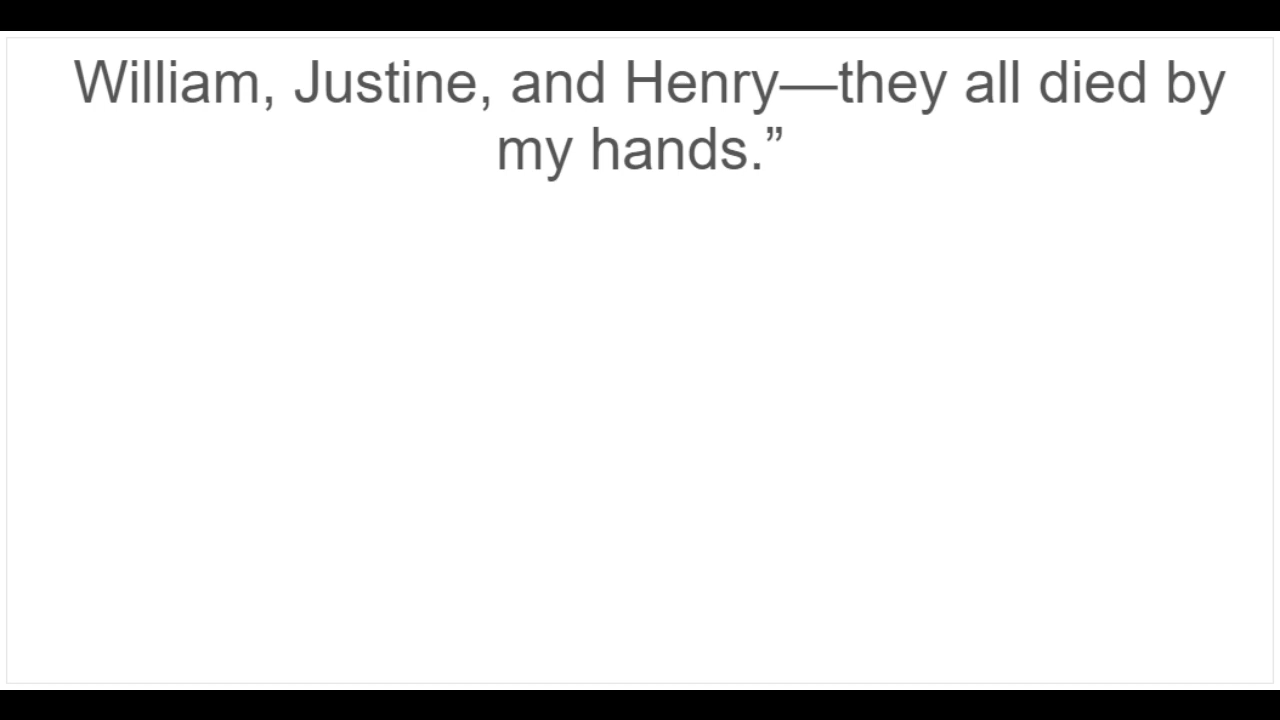 William, Justine, and Henry—they all died by
my hands.”